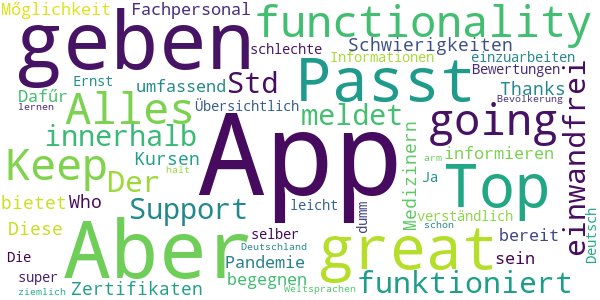 Möglichkeit Fachpersonal functionality
geben schlechte Schwierigkeiten einwandfrei
Ernst umfassend Std Informationen einzuarbeiten
Dafür Alles Übersichtlich Passt Bewertungen Thanks
lernen meldet going Bevölkerung
innerhalb App Medizinern
Keep Kursen Der informieren
bietet Who Support leicht dumm Ja arm Top
Diese selber halt verständlich schon Deutsch
Die Aber begegnen great bereit
super Deutschland Pandemie sein
ziemlich Zertifikaten Weltsprachen funktioniert